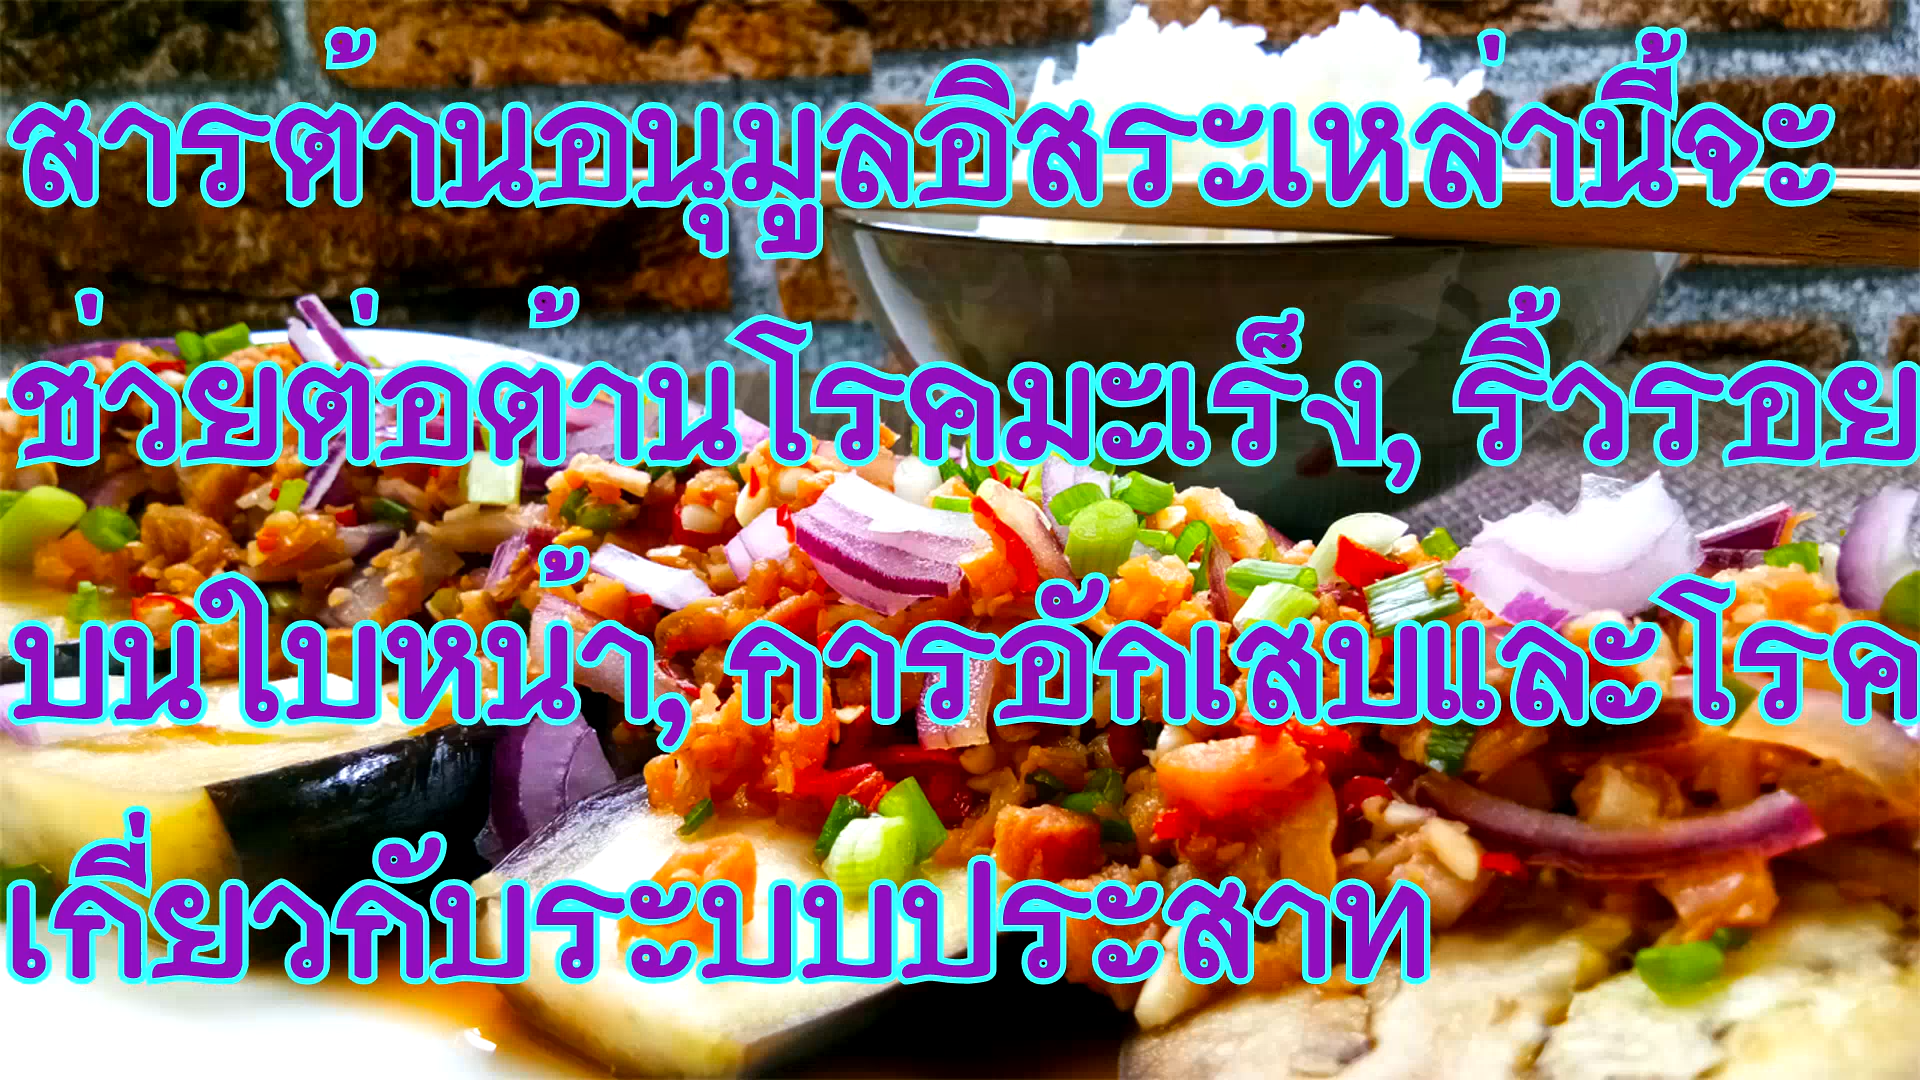 สารต้านอนุมูลอิสระเหล่านี้จะ
ช่วยต่อต้านโรคมะเร็ง, ริ้วรอย
บนใบหน้า, การอักเสบและโรค
เกี่ยวกับระบบประสาท